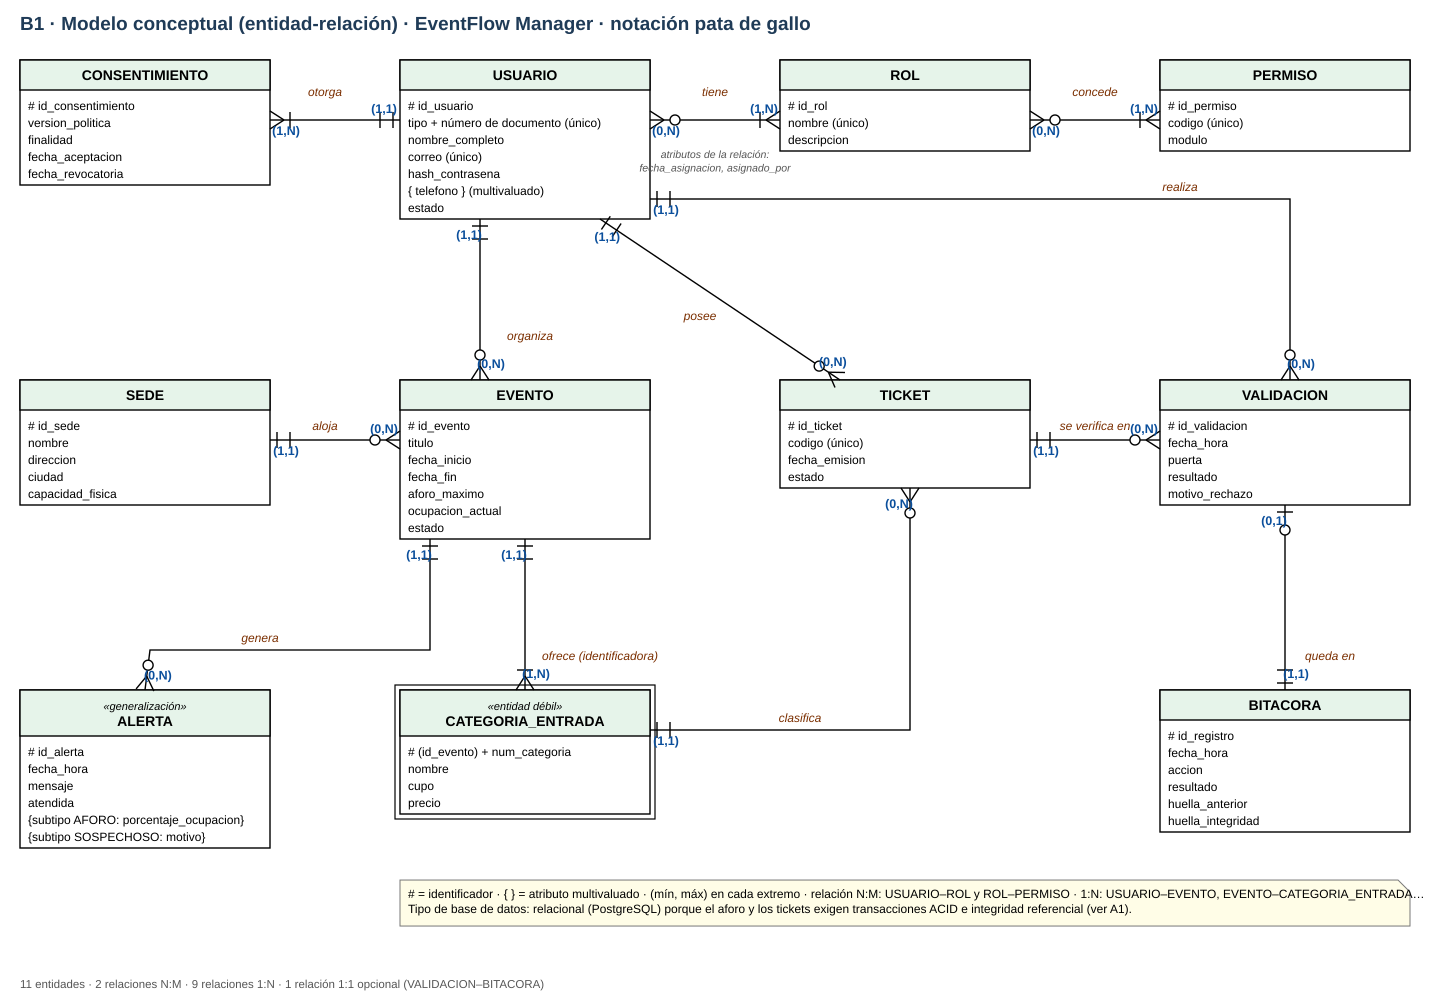 B1 · Modelo conceptual (entidad-relación) · EventFlow Manager · notación pata de gallo
CONSENTIMIENTO
# id_consentimiento
version_politica
finalidad
fecha_aceptacion
fecha_revocatoria
otorga
(1,N)
(1,1)
USUARIO
# id_usuario
tipo + número de documento (único)
nombre_completo
correo (único)
hash_contrasena
{ telefono } (multivaluado)
estado
tiene
(0,N)
(1,N)
atributos de la relación:
fecha_asignacion, asignado_por
ROL
# id_rol
nombre (único)
descripcion
concede
(0,N)
(1,N)
PERMISO
# id_permiso
codigo (único)
modulo
realiza
(1,1)
(0,N)
(1,1)
organiza
(0,N)
(1,1)
posee
(0,N)
SEDE
# id_sede
nombre
direccion
ciudad
capacidad_fisica
aloja
(1,1)
(0,N)
EVENTO
# id_evento
titulo
fecha_inicio
fecha_fin
aforo_maximo
ocupacion_actual
estado
TICKET
# id_ticket
codigo (único)
fecha_emision
estado
se verifica en
(1,1)
(0,N)
VALIDACION
# id_validacion
fecha_hora
puerta
resultado
motivo_rechazo
(1,1)
genera
(0,N)
(1,1)
ofrece (identificadora)
(1,N)
(0,N)
clasifica
(1,1)
(0,1)
queda en
(1,1)
«generalización»
ALERTA
# id_alerta
fecha_hora
mensaje
atendida
{subtipo AFORO: porcentaje_ocupacion}
{subtipo SOSPECHOSO: motivo}
«entidad débil»
CATEGORIA_ENTRADA
# (id_evento) + num_categoria
nombre
cupo
precio
BITACORA
# id_registro
fecha_hora
accion
resultado
huella_anterior
huella_integridad
# = identificador · { } = atributo multivaluado · (mín, máx) en cada extremo · relación N:M: USUARIO–ROL y ROL–PERMISO · 1:N: USUARIO–EVENTO, EVENTO–CATEGORIA_ENTRADA…
Tipo de base de datos: relacional (PostgreSQL) porque el aforo y los tickets exigen transacciones ACID e integridad referencial (ver A1).
11 entidades · 2 relaciones N:M · 9 relaciones 1:N · 1 relación 1:1 opcional (VALIDACION–BITACORA)